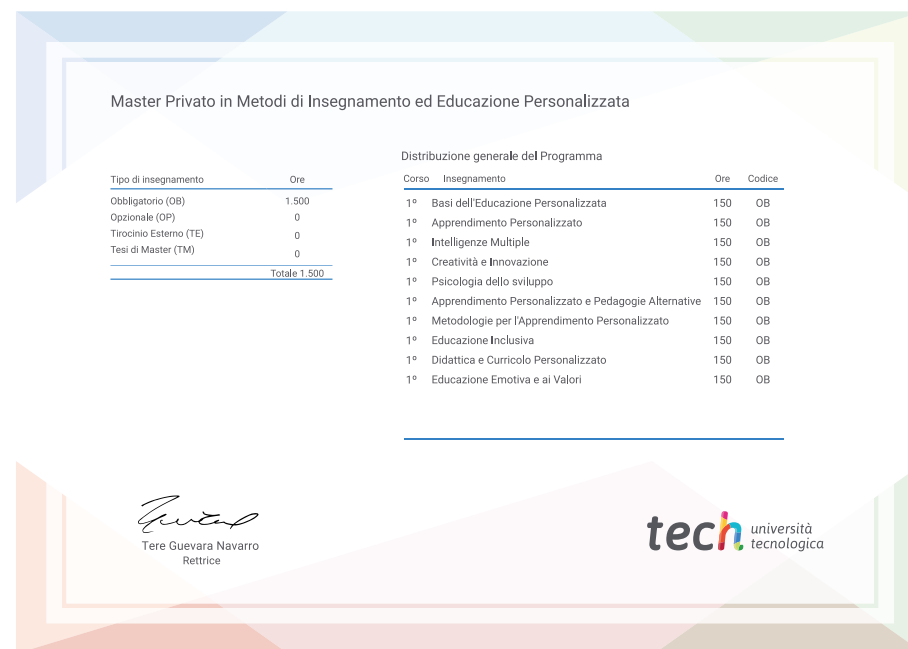 Master Privato in Metodi di Insegnamento ed Educazione Personalizzata
Tipo di insegnamento Ore
Obbligatorio (OB) 1.500
Opzionale (OP) 0
Tirocinio Esterno (TE) 0
Tesi di Master (TM) 0
Totale 1.500
Distribuzione generale del Programma
Corso Insegnamento Ore Codice
1º Basi dell'Educazione Personalizzata 150 OB
1º Apprendimento Personalizzato 150 OB
1º Intelligenze Multiple 150 OB
1º Creatività e Innovazione 150 OB
1º Psicologia dello sviluppo 150 OB
1º Apprendimento Personalizzato e Pedagogie Alternative 150 OB
1º Metodologie per l'Apprendimento Personalizzato 150 OB
1º Educazione Inclusiva 150 OB
1º Didattica e Curricolo Personalizzato 150 OB
1º Educazione Emotiva e ai Valori 150 OB
Tere Guevara Navarro
Rettrice
tech università
tecnologica